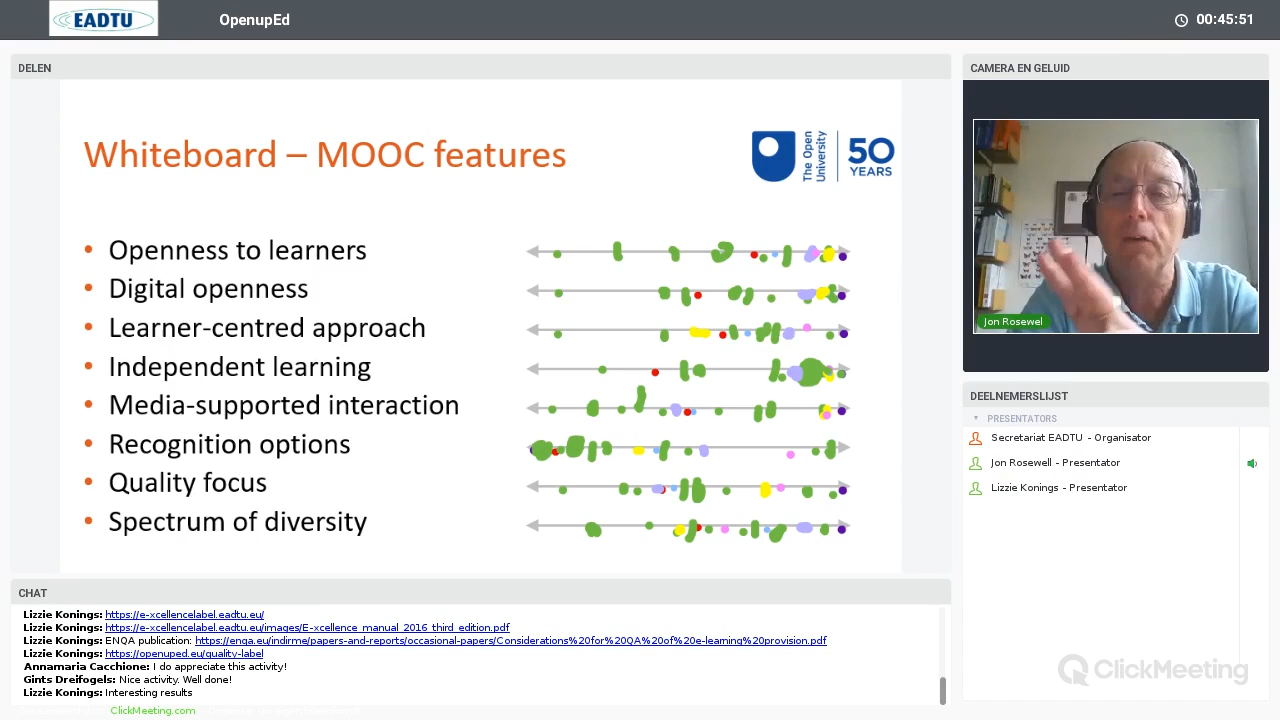 EADTU
OpenupEd
00:45:51
DELEN
CAMERA EN GELUID
Whiteboard – MOOC features
The Open University
50 YEARS
• Openness to learners
• Digital openness
• Learner-centred approach
• Independent learning
• Media-supported interaction
• Recognition options
• Quality focus
• Spectrum of diversity
Jon Rosewel
DEELNEMERSLIJST
PRESENTATORS
Secretariat EADTU - Organisator
Jon Rosewell - Presentator
Lizzie Konings - Presentator
CHAT
Lizzie Konings: https://e-xcellencelabel.eadtu.eu/
Lizzie Konings: https://e-xcellencelabel.eadtu.eu/images/E-xcellence_manual_2016_third_edition.pdf
Lizzie Konings: ENQA publication: https://enqa.eu/indirme/papers-and-reports/occasional-papers/Considerations%20for%20QA%20of%20e-learning%20provision.pdf
Lizzie Konings: https://openuped.eu/quality-label
Annamaria Cacchione: I do appreciate this activity!
Gints Dreifogels: Nice activity. Well done!
Lizzie Konings: Interesting results
ClickMeeting.com
ClickMeeting